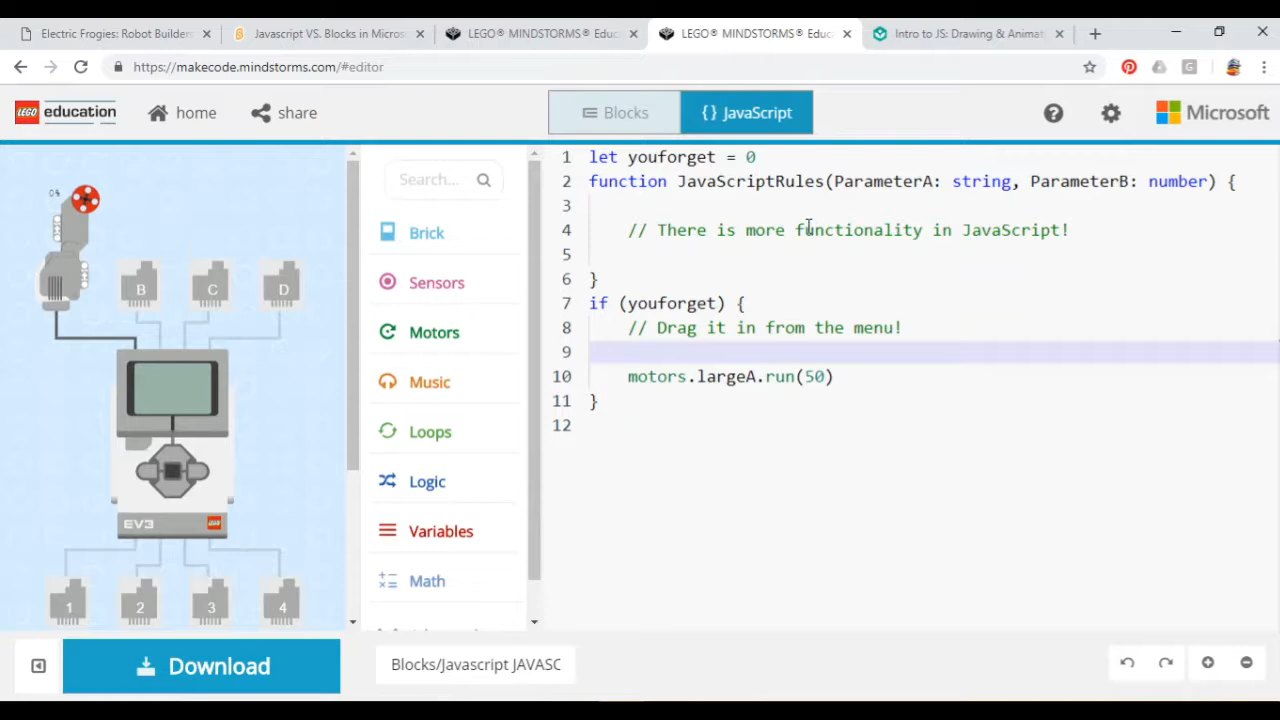 Electric Frogies: Robot Builders
Javascript VS. Blocks in Micros
LEGO® MINDSTORMS® Educ
LEGO® MINDSTORMS® Educ
Intro to JS: Drawing & Animati
https://makecode.mindstorms.com/#editor
LEGO education
home
share
Blocks
{} JavaScript
Microsoft
Search...
Brick
Sensors
Motors
Music
Loops
Logic
Variables
Math
B
C
D
EV3
1
2
3
4
1 let youforget = 0
2 function JavaScriptRules(ParameterA: string, ParameterB: number) {
3
4 // There is more functionality in JavaScript!
5
6 }
7 if (youforget) {
8 // Drag it in from the menu!
9
10 motors.largeA.run(50)
11 }
12
Download
Blocks/Javascript JAVASC